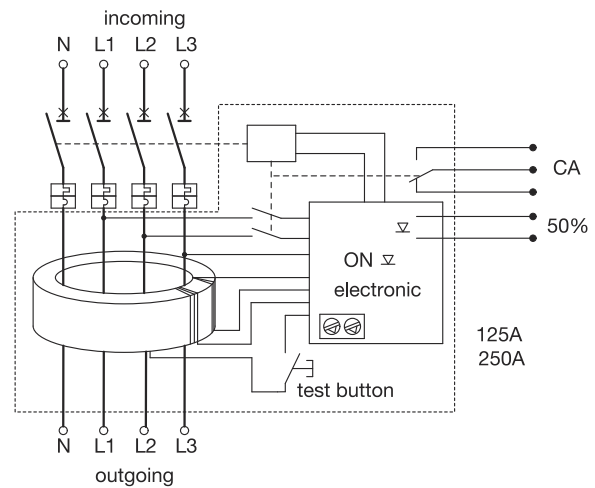 incoming
N L1 L2 L3
CA
50%
ON
electronic
125A
250A
test button
N L1 L2 L3
outgoing